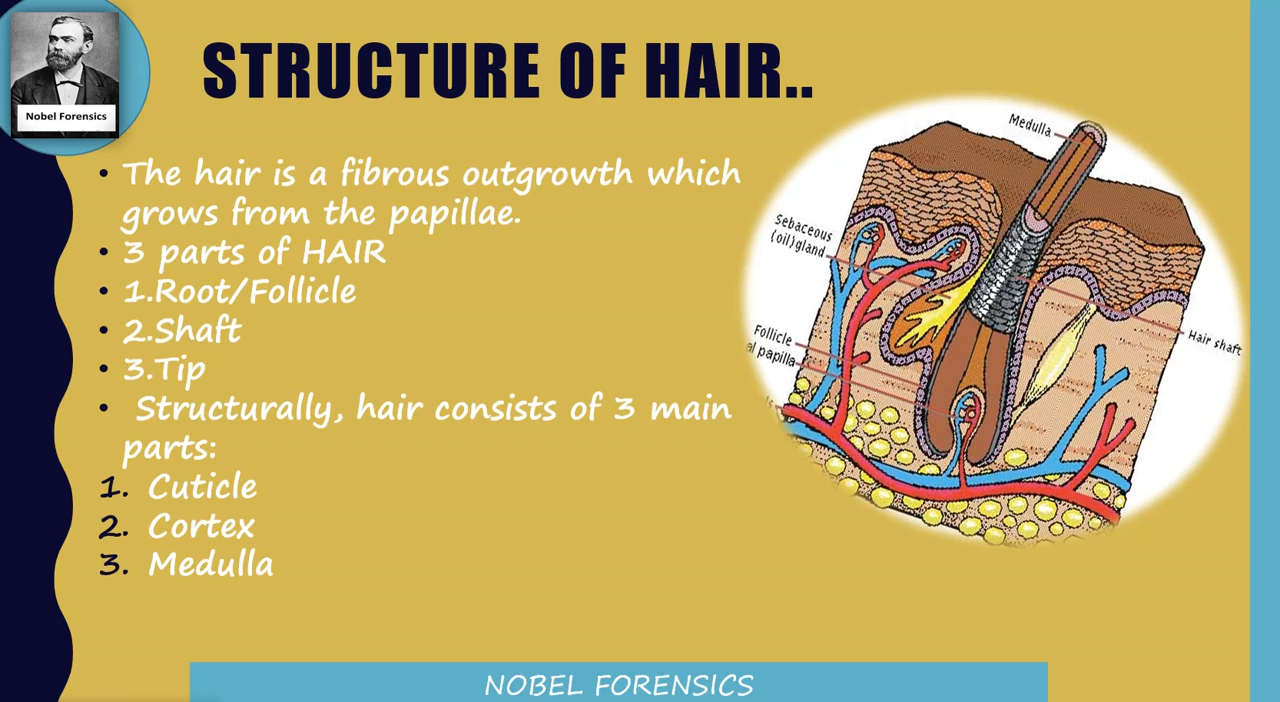 Nobel Forensics
STRUCTURE OF HAIR..
• The hair is a fibrous outgrowth which
grows from the papillae.
• 3 parts of HAIR
• 1.Root/Follicle
• 2.Shaft
• 3.Tip
• Structurally, hair consists of 3 main
parts:
1. Cuticle
2. Cortex
3. Medulla
Medulla
Sebaceous
(oil)gland
Follicle
al papilla
Hair shaft
NOBEL FORENSICS